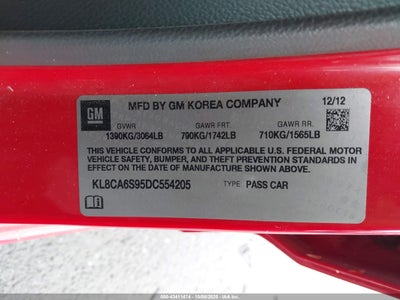 GM
MFD BY GM KOREA COMPANY 12/12
GVWR GAWR FRT. GAWR RR.
1390KG/3064LB 790KG/1742LB 710KG/1565LB
THIS VEHICLE CONFORMS TO ALL APPLICABLE U.S. FEDERAL MOTOR
VEHICLE SAFETY, BUMPER, AND THEFT PREVENTION STANDARDS IN
EFFECT ON THE DATE OF MANUFACTURE SHOWN ABOVE.
KL8CA6S95DC554205 TYPE: PASS CAR